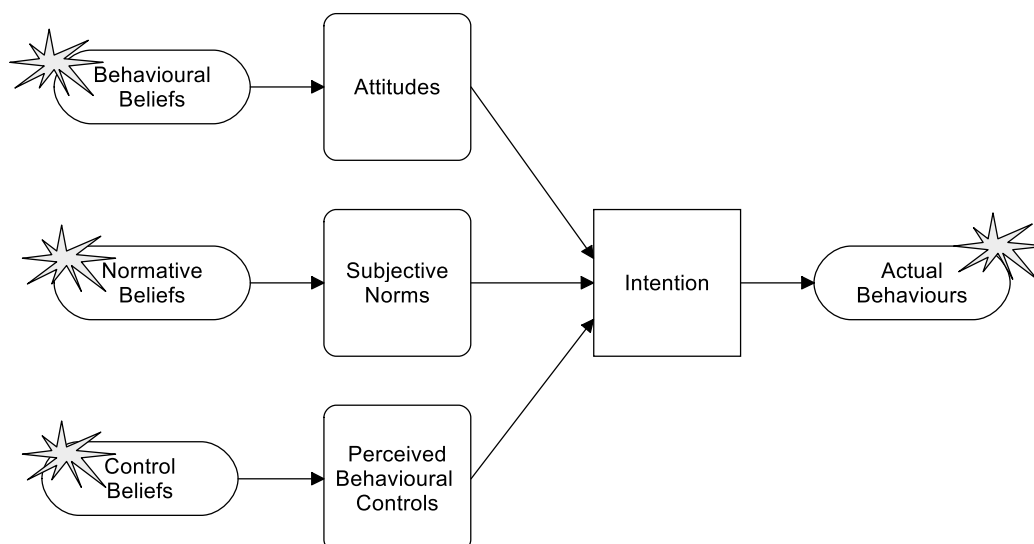 Behavioural
Beliefs
Attitudes
Normative
Beliefs
Subjective
Norms
Intention
Actual
Behaviours
Control
Beliefs
Perceived
Behavioural
Controls